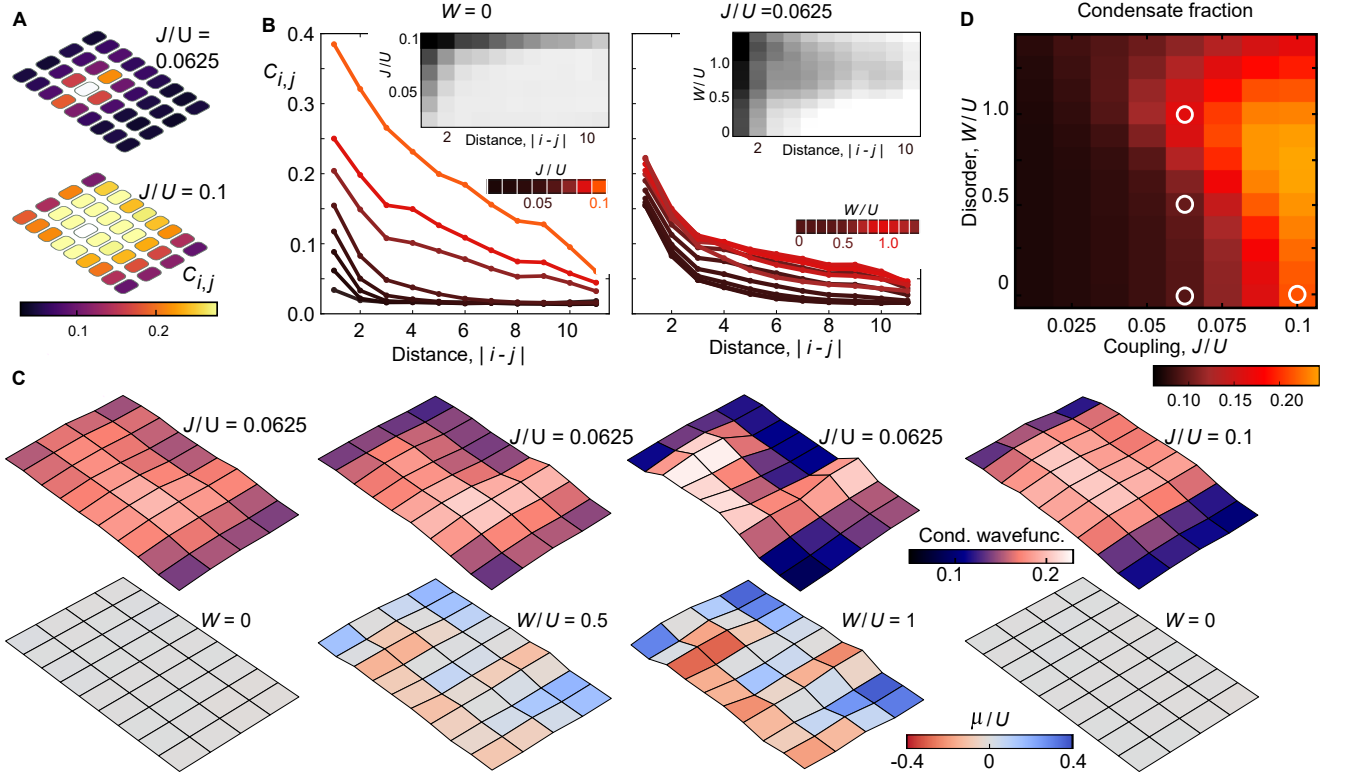 A
J/U =
0.0625
J/U = 0.1
C_{i,j}
0.1
0.2
B
W = 0
0.4
0.3
0.2
0.1
0.0
C_{i,j}
J/U
0.1
0.05
2
10
Distance, | i - j |
J/U
0.05
0.1
2
4
6
8
10
Distance, | i - j |
J/U =0.0625
W/U
1.0
0.5
0
2
10
Distance, | i - j |
W/U
0
0.5
1.0
2
4
6
8
10
Distance, | i - j |
D
Condensate fraction
Disorder, W/U
1.0
0.5
0
0.025
0.05
0.075
0.1
Coupling, J/U
0.10
0.15
0.20
C
J/U = 0.0625
J/U = 0.0625
J/U = 0.0625
J/U = 0.1
Cond. wavefunc.
0.1
0.2
W = 0
W/U = 0.5
W/U = 1
W = 0
μ/U
-0.4
0
0.4